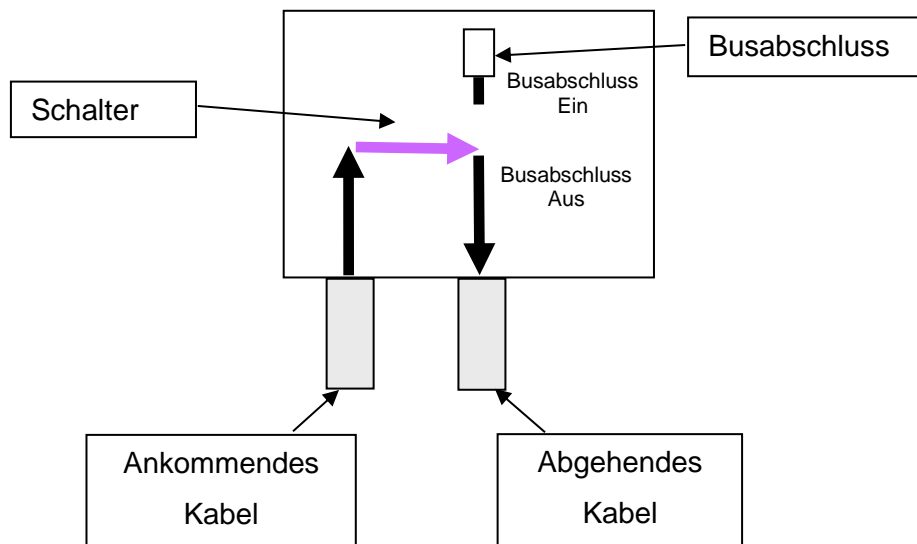 Busabschluss
Schalter
Busabschluss
Ein
Busabschluss
Aus
Ankommendes
Kabel
Abgehendes
Kabel